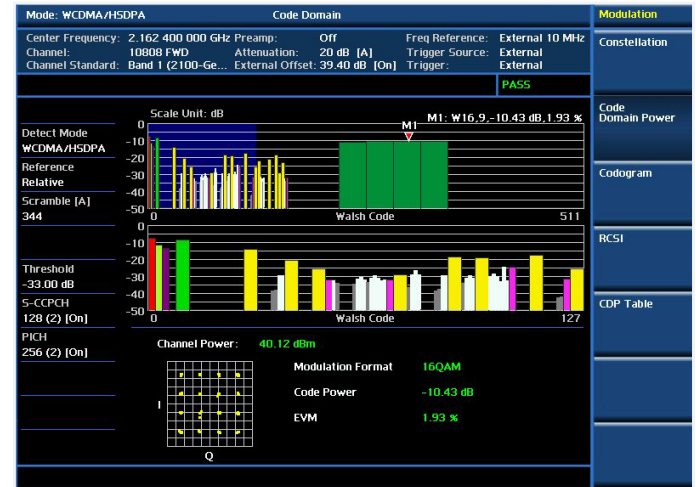 Mode: WCDMA/HSDPA Code Domain Modulation
Center Frequency: 2.162 400 000 GHz Preamp: Off Freq Reference: External 10 MHz
Channel: 10808 FWD Attenuation: 20 dB [A] Trigger Source: External
Channel Standard: Band 1 (2100-Ge... External Offset: 39.40 dB [On] Trigger: External
Constellation
PASS
Code
Domain Power
Scale Unit: dB
M1: W16,9,-10.43 dB,1.93 %
M1
0
-10
-20
-30
-40
-50
0 Walsh Code 511
Detect Mode
WCDMA/HSDPA
Reference
Relative
Scramble [A]
344
Codogram
RCSI
0
-10
-20
-30
-40
-50
0 Walsh Code 127
Threshold
-33.00 dB
S-CCPCH
128 (2) [On]
PICH
256 (2) [On]
CDP Table
Channel Power: 40.12 dBm
Modulation Format 16QAM
Code Power -10.43 dB
EVM 1.93 %
I
Q